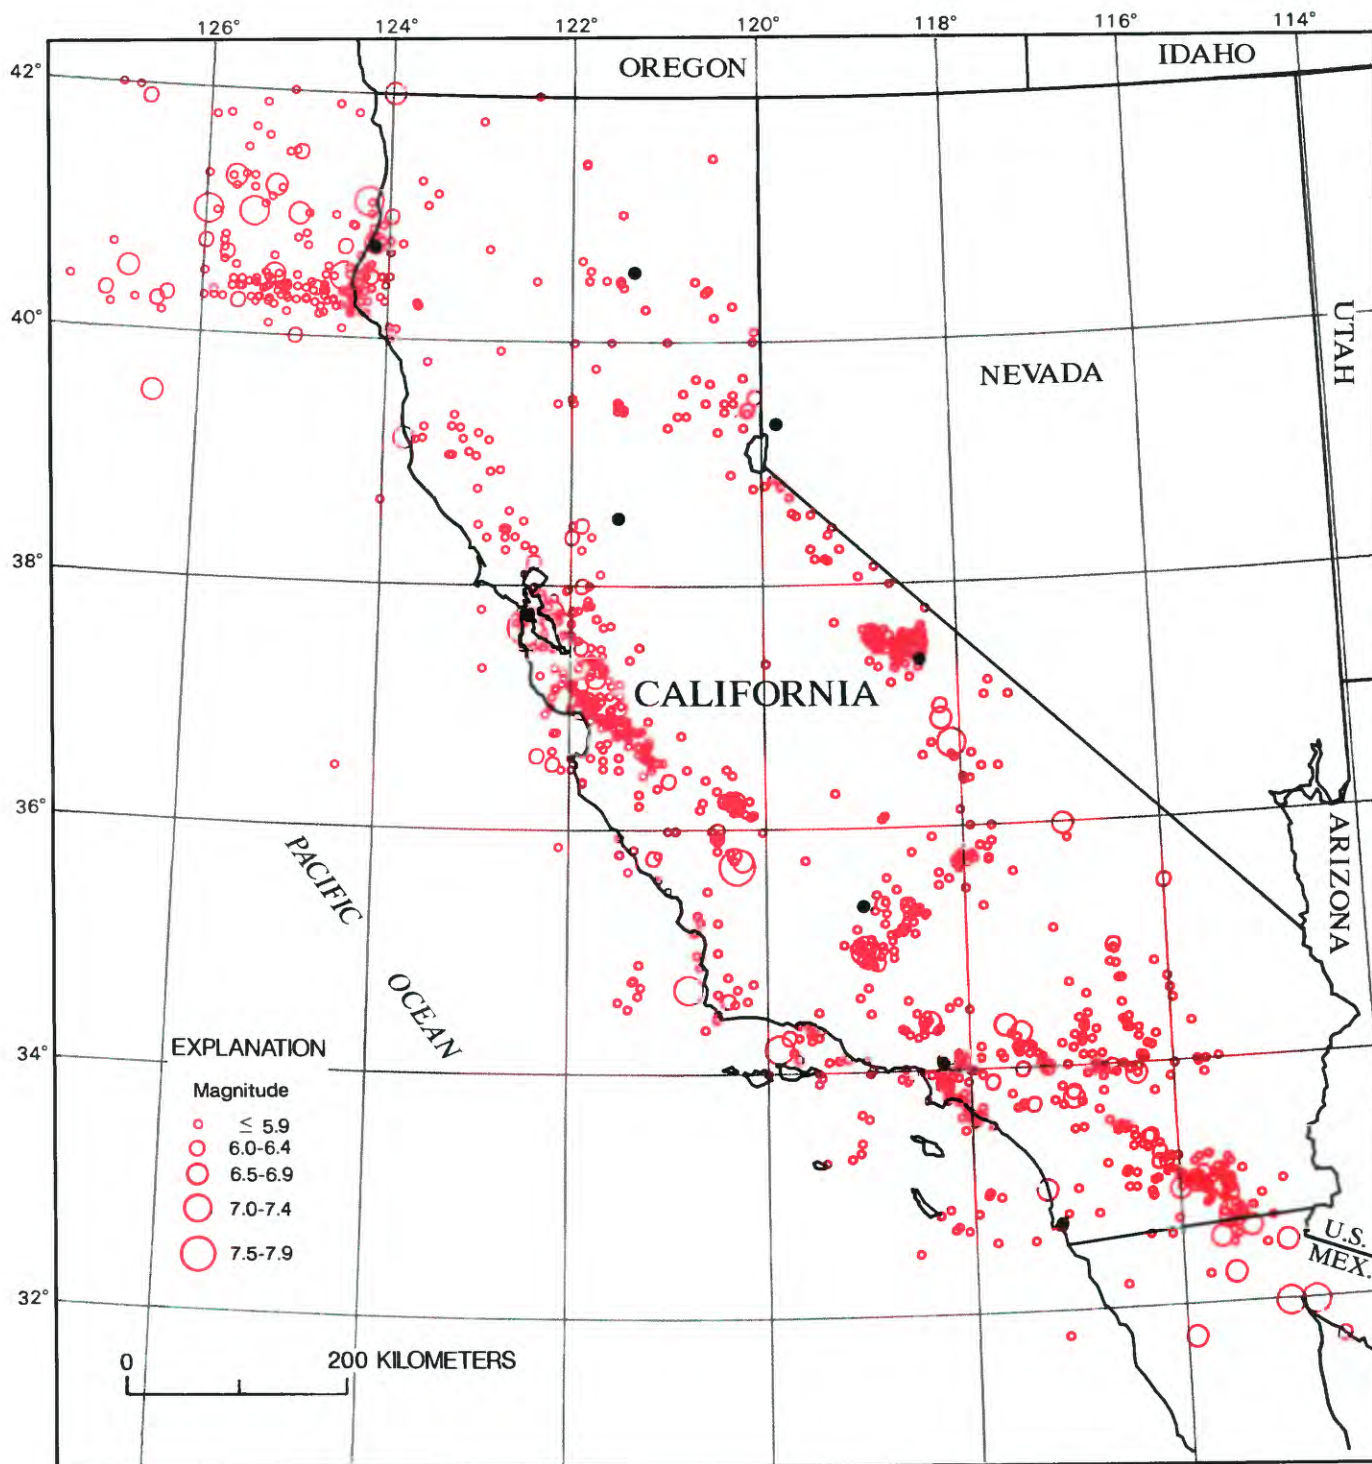 126° 124° 122° 120° 118° 116° 114°
42°
OREGON
IDAHO
40°
NEVADA
UTAH
38°
CALIFORNIA
36°
PACIFIC
OCEAN
ARIZONA
34°
EXPLANATION
Magnitude
≤ 5.9
6.0-6.4
6.5-6.9
7.0-7.4
7.5-7.9
U.S.
MEX.
32°
0 200 KILOMETERS